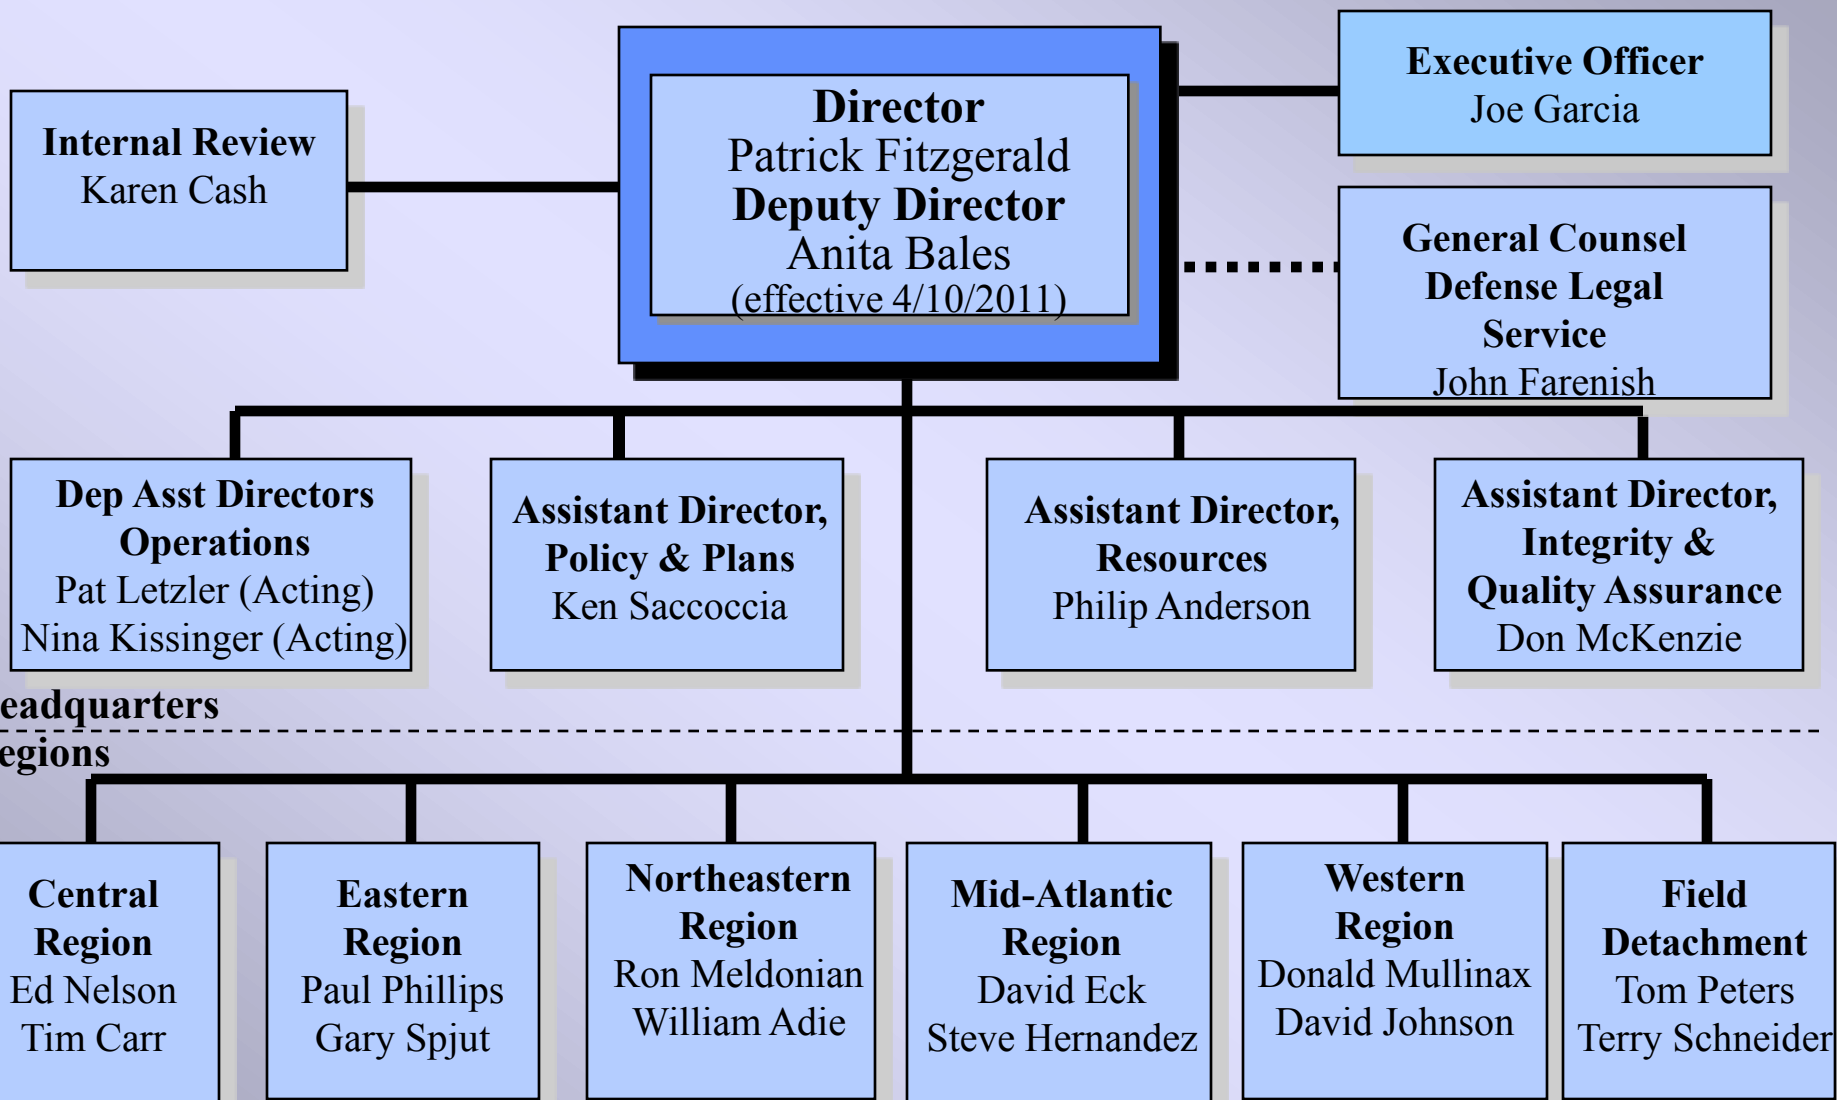 Executive Officer
Joe Garcia
Director
Patrick Fitzgerald
Deputy Director
Anita Bales
(effective 4/10/2011)
Internal Review
Karen Cash
General Counsel
Defense Legal
Service
John Farenish
Dep Asst Directors
Operations
Pat Letzler (Acting)
Nina Kissinger (Acting)
Assistant Director,
Policy & Plans
Ken Saccoccia
Assistant Director,
Resources
Philip Anderson
Assistant Director,
Integrity &
Quality Assurance
Don McKenzie
eadquarters
egions
Central
Region
Ed Nelson
Tim Carr
Eastern
Region
Paul Phillips
Gary Spjut
Northeastern
Region
Ron Meldonian
William Adie
Mid-Atlantic
Region
David Eck
Steve Hernandez
Western
Region
Donald Mullinax
David Johnson
Field
Detachment
Tom Peters
Terry Schneider